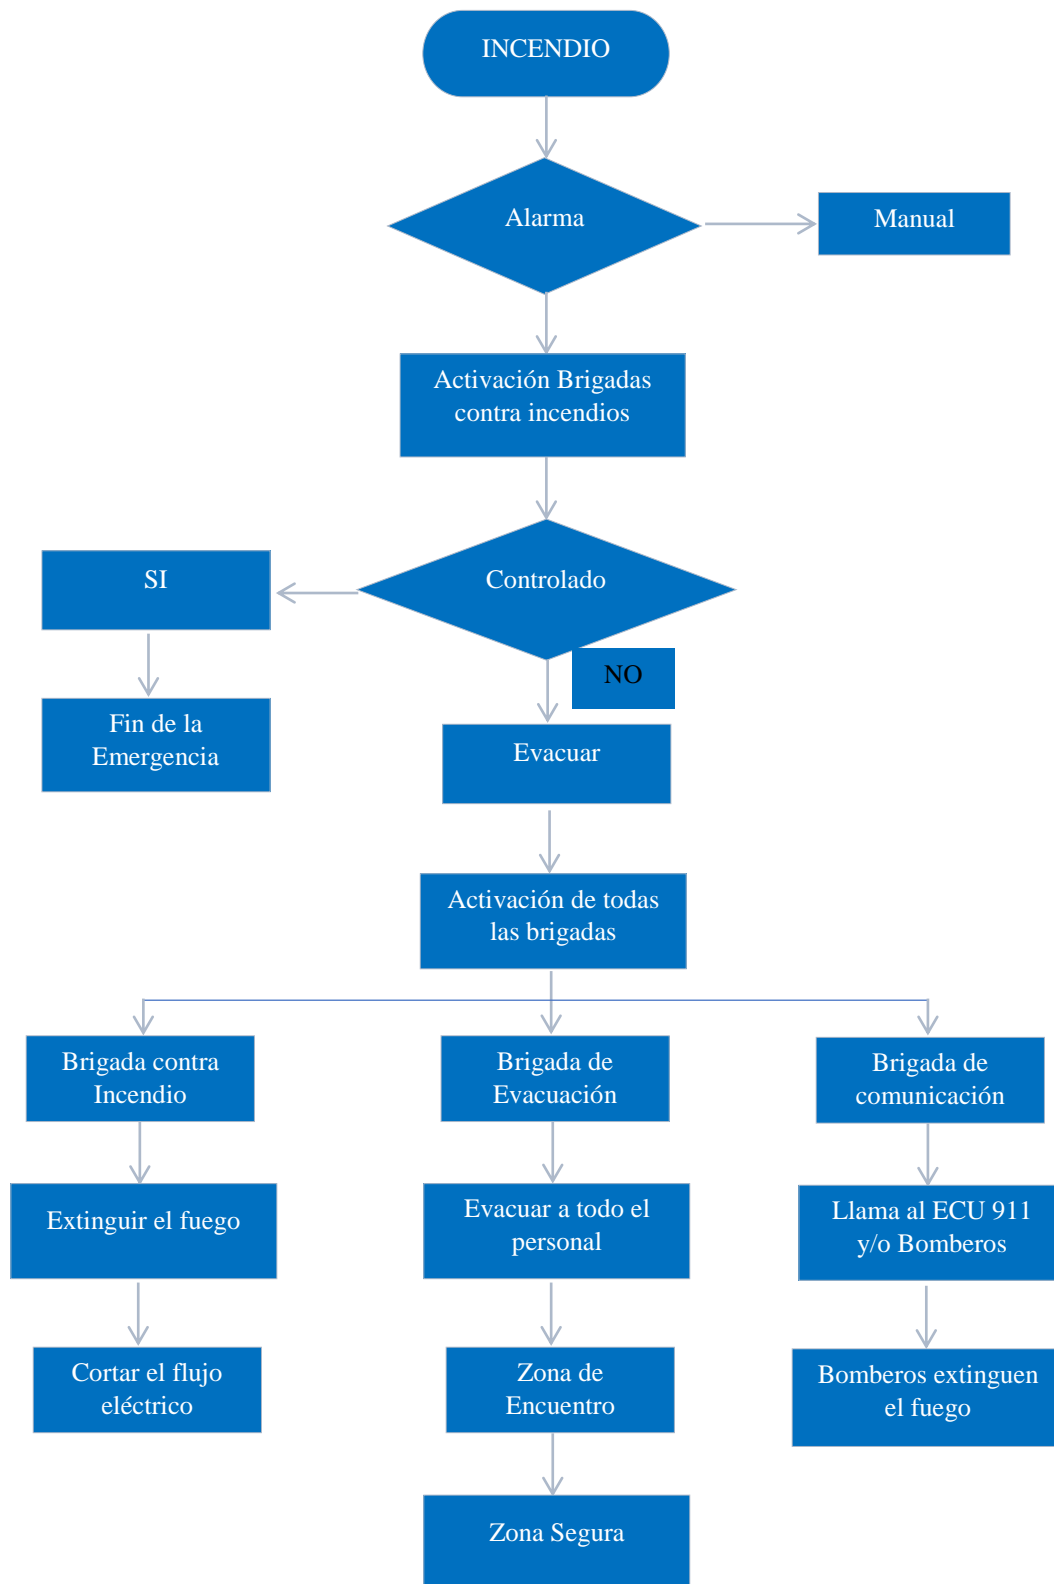 INCENDIO
Alarma
Manual
Activación Brigadas
contra incendios
Controlado
SI
NO
Fin de la
Emergencia
Evacuar
Activación de todas
las brigadas
Brigada contra
Incendio
Brigada de
Evacuación
Brigada de
comunicación
Extinguir el fuego
Evacuar a todo el
personal
Llama al ECU 911
y/o Bomberos
Cortar el flujo
eléctrico
Zona de
Encuentro
Bomberos extinguen
el fuego
Zona Segura